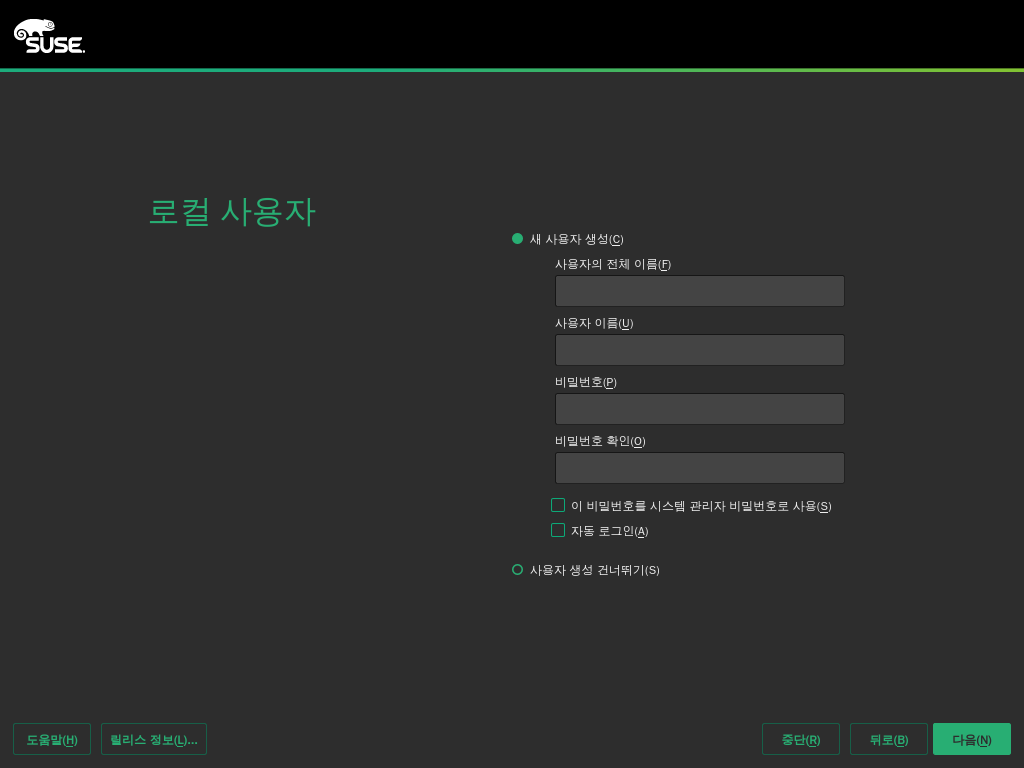 SUSE
로컬 사용자
새 사용자 생성(C)
사용자의 전체 이름(F)
사용자 이름(U)
비밀번호(P)
비밀번호 확인(O)
이 비밀번호를 시스템 관리자 비밀번호로 사용(S)
자동 로그인(A)
사용자 생성 건너뛰기(S)
도움말(H) 릴리스 정보(L)... 중단(R) 뒤로(B) 다음(N)